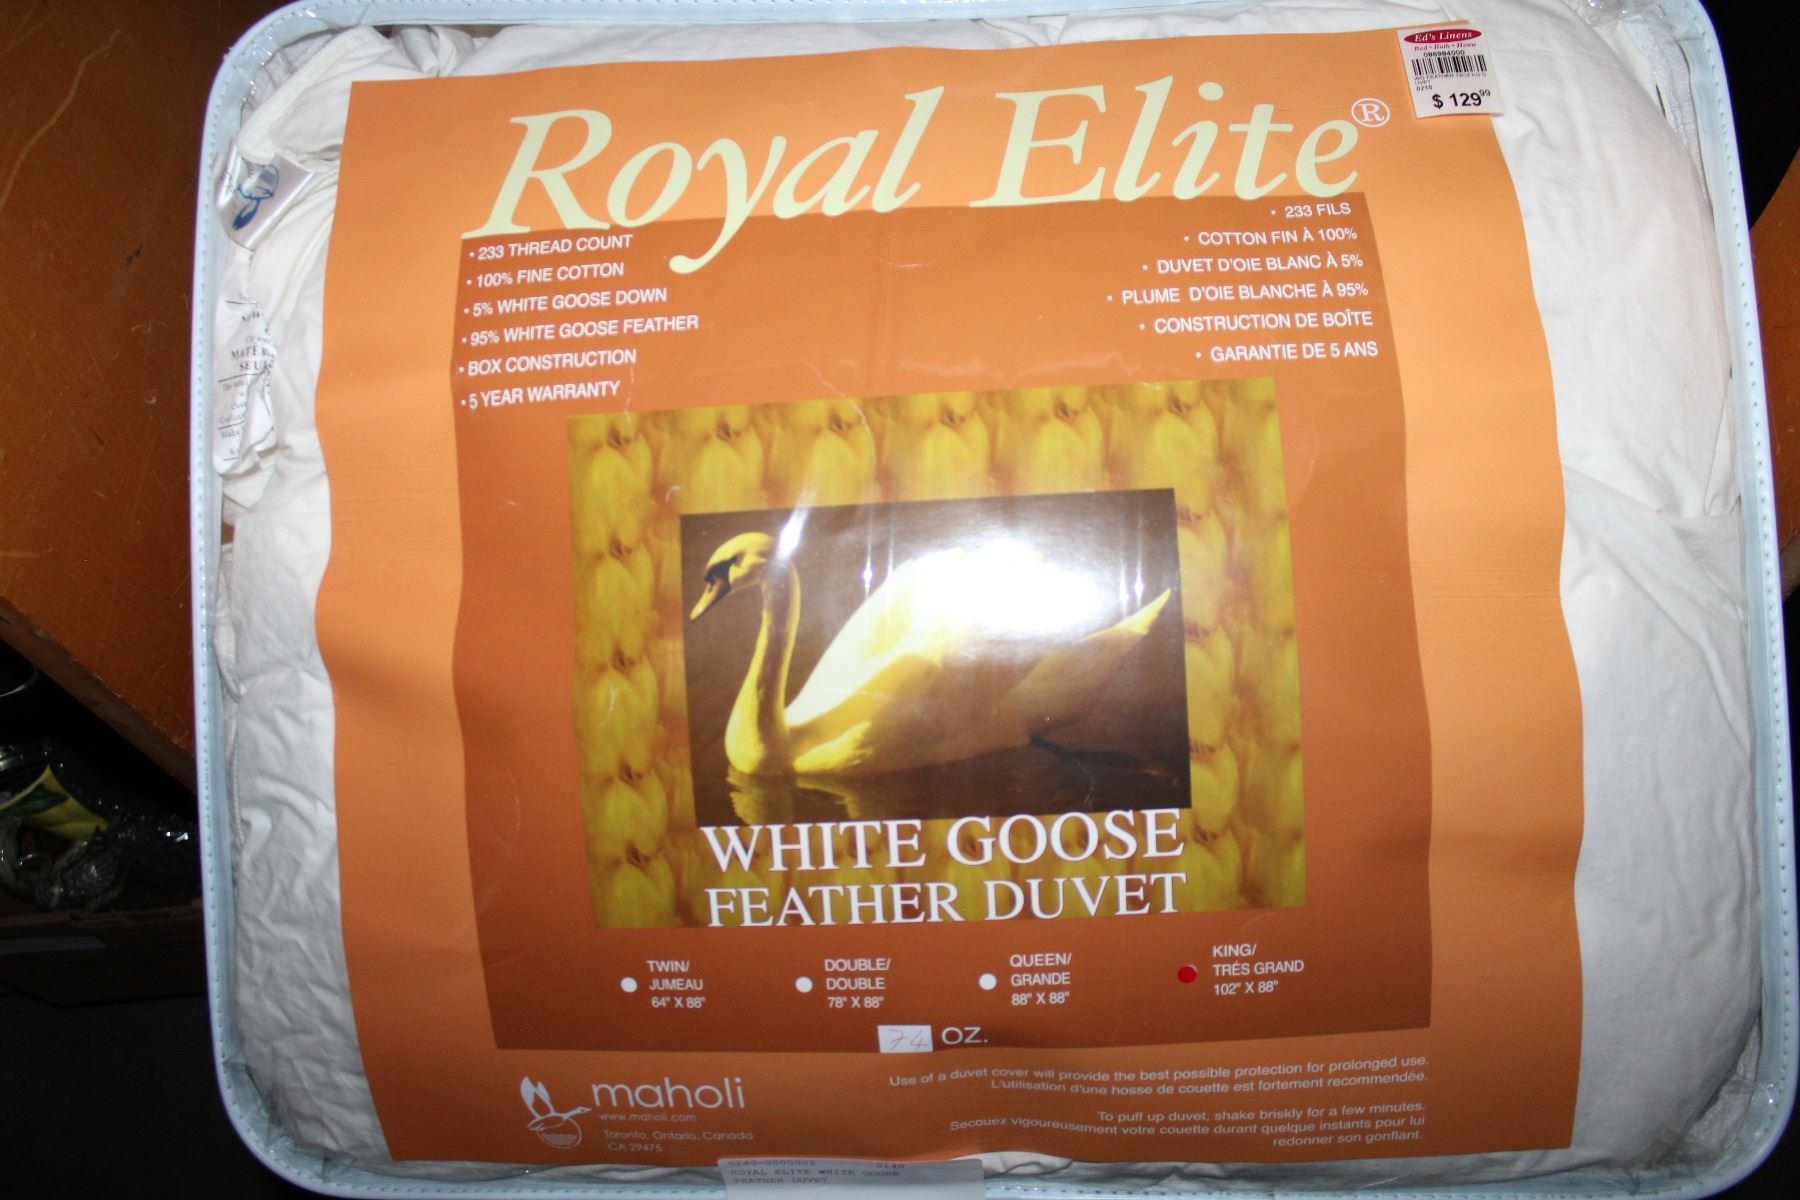 Ed's Linens
Bed • Bath • Home
086984000
0210
$ 129.99
Royal Elite®
• 233 THREAD COUNT
• 100% FINE COTTON
• 5% WHITE GOOSE DOWN
• 95% WHITE GOOSE FEATHER
• BOX CONSTRUCTION
• 5 YEAR WARRANTY
• 233 FILS
• COTTON FIN À 100%
• DUVET D'OIE BLANC À 5%
• PLUME D'OIE BLANCHE À 95%
• CONSTRUCTION DE BOÎTE
• GARANTIE DE 5 ANS
WHITE GOOSE
FEATHER DUVET
TWIN/
JUMEAU
64" X 88"
DOUBLE/
DOUBLE
78" X 88"
QUEEN/
GRANDE
88" X 88"
KING/
TRÉS GRAND
102" X 88"
74 OZ.
maholi
www.maholi.com
Toronto, Ontario, Canada
CA 29475
Use of a duvet cover will provide the best possible protection for prolonged use.
L'utilisation d'une hosse de couette est fortement recommendée.
To puff up duvet, shake briskly for a few minutes.
Secquez vigoureusement votre couette durant quelque instants pour lui
redonner son gonflant.
ROYAL ELITE WHITE GOOSE
FEATHER DUVET